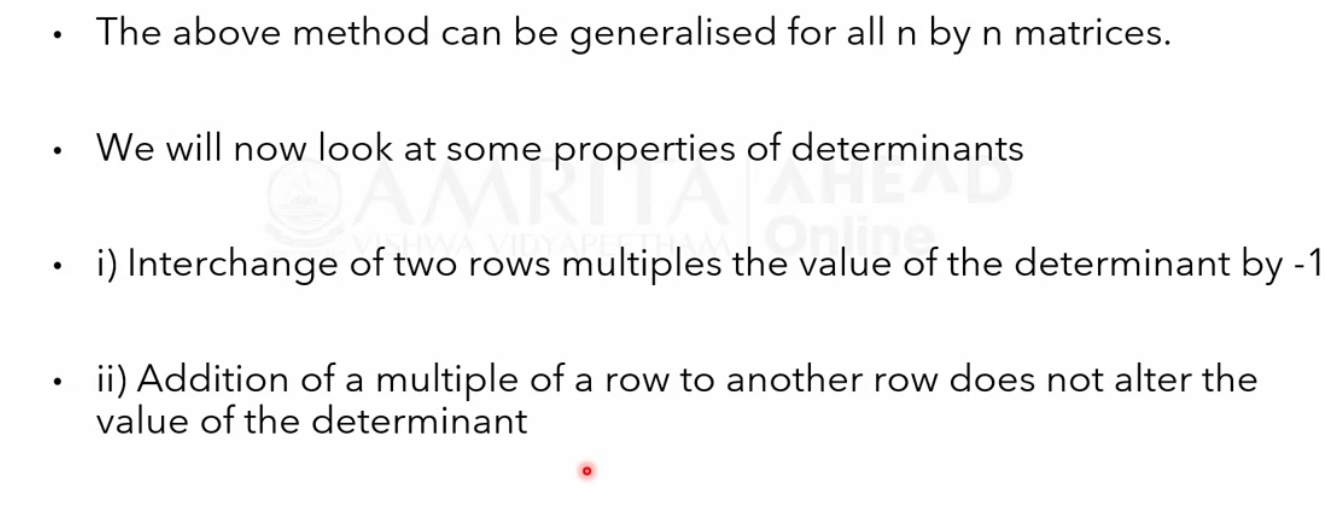 • The above method can be generalised for all n by n matrices.
• We will now look at some properties of determinants
AMRITA AHEAD
VISHWA VIDYAPEETHAM Online
• i) Interchange of two rows multiples the value of the determinant by -1
• ii) Addition of a multiple of a row to another row does not alter the
value of the determinant